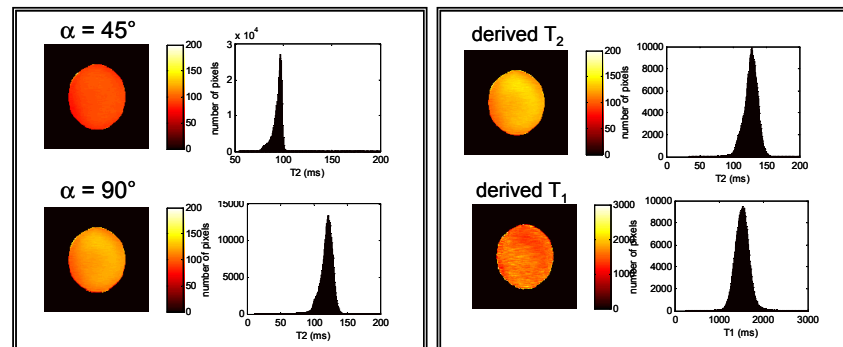 α = 45°
200
150
100
50
0
x 10⁴
3
2
1
0
number of pixels
50 100 150 200
T2 (ms)
α = 90°
200
150
100
50
0
15000
10000
5000
0
number of pixels
0 50 100 150 200
T2 (ms)
derived T₂
200
150
100
50
0
10000
8000
6000
4000
2000
0
number of pixels
0 50 100 150 200
T2 (ms)
derived T₁
3000
2000
1000
0
10000
8000
6000
4000
2000
0
number of pixels
0 1000 2000 3000
T1 (ms)